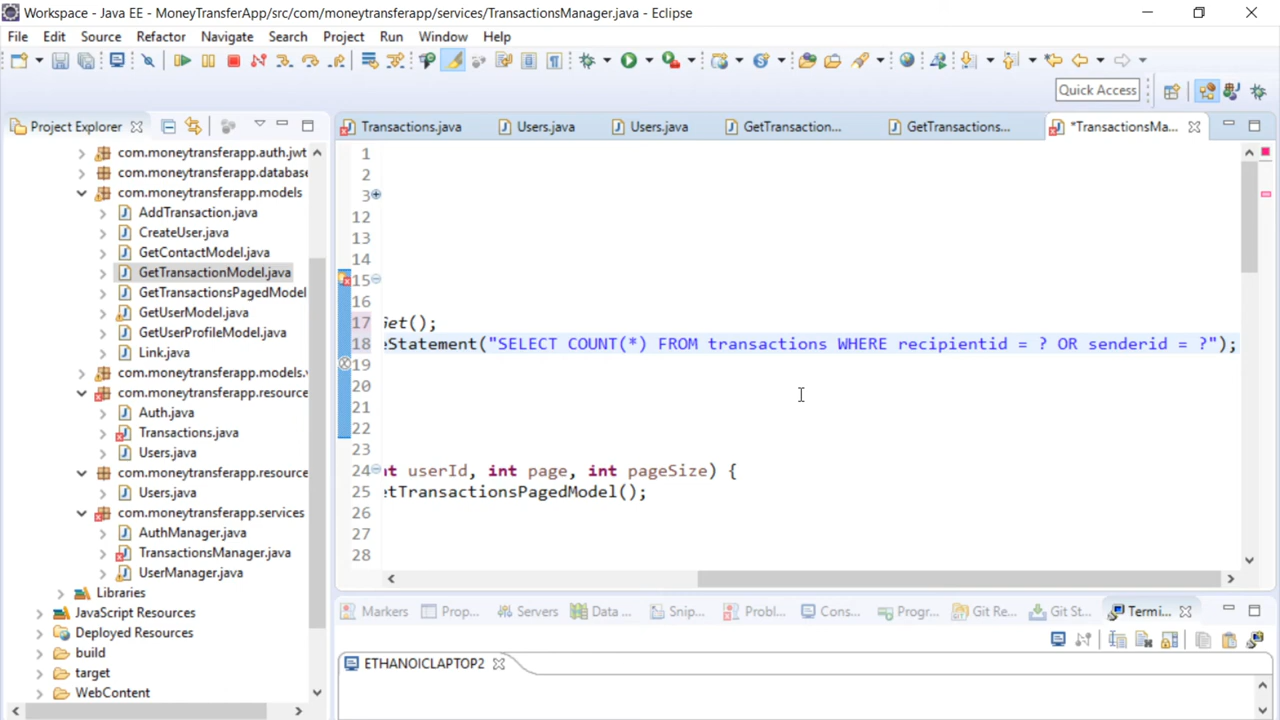 Workspace - Java EE - MoneyTransferApp/src/com/moneytransferapp/services/TransactionsManager.java - Eclipse
File Edit Source Refactor Navigate Search Project Run Window Help
Quick Access
Project Explorer
Transactions.java Users.java Users.java GetTransaction... GetTransactions... *TransactionsMa...
com.moneytransferapp.auth.jwt
com.moneytransferapp.database
com.moneytransferapp.models
AddTransaction.java
CreateUser.java
GetContactModel.java
GetTransactionModel.java
GetTransactionsPagedModel
GetUserModel.java
GetUserProfileModel.java
Link.java
com.moneytransferapp.models.
com.moneytransferapp.resource
Auth.java
Transactions.java
Users.java
com.moneytransferapp.resource
Users.java
com.moneytransferapp.services
AuthManager.java
TransactionsManager.java
UserManager.java
Libraries
JavaScript Resources
Deployed Resources
build
target
WebContent
1
2
3
12
13
14
15
16
17 Get();
18 eStatement("SELECT COUNT(*) FROM transactions WHERE recipientid = ? OR senderid = ?");
19
20
21
22
23
24 nt userId, int page, int pageSize) {
25 etTransactionsPagedModel();
26
27
28
Markers Prop... Servers Data ... Snip... Probl... Cons... Progr... Git Re... Git St... Termi...
ETHANOICLAPTOP2